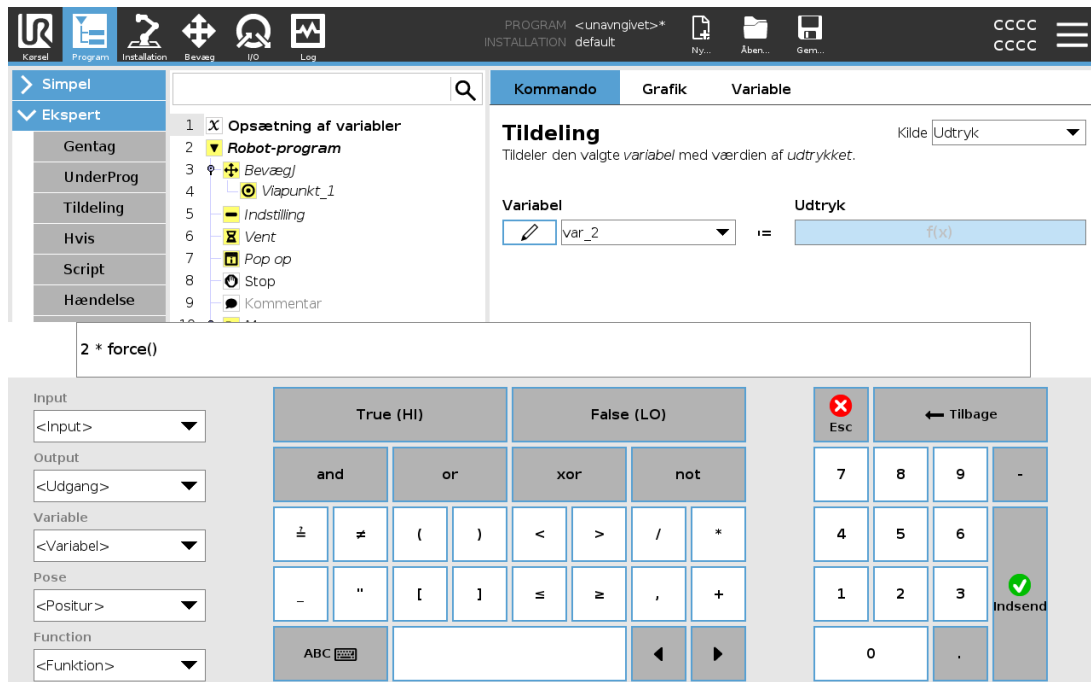 PROGRAM <unavngivet>*
INSTALLATION default
CCCC
CCCC
Kørsel Program Installation Bevæg I/O Log Ny... Åben... Gem...
Simpel
Ekspert
Gentag
UnderProg
Tildeling
Hvis
Script
Hændelse
1 X Opsætning af variabler
2 Robot-program
3 BevægJ
4 Viapunkt_1
5 Indstilling
6 Vent
7 Pop op
8 Stop
9 Kommentar
Kommando Grafik Variable
Tildeling
Kilde Udtryk
Tildeler den valgte variabel med værdien af udtrykket.
Variabel Udtryk
var_2 := f(x)
2 * force()
Input
<Input>
Output
<Udgang>
Variable
<Variabel>
Pose
<Positur>
Function
<Funktion>
True (HI) False (LO)
and or xor not
≟ ≠ ( ) < > / *
_ " [ ] ≤ ≥ , +
ABC
Esc Tilbage
7 8 9 -
4 5 6
1 2 3 Indsend
0 .